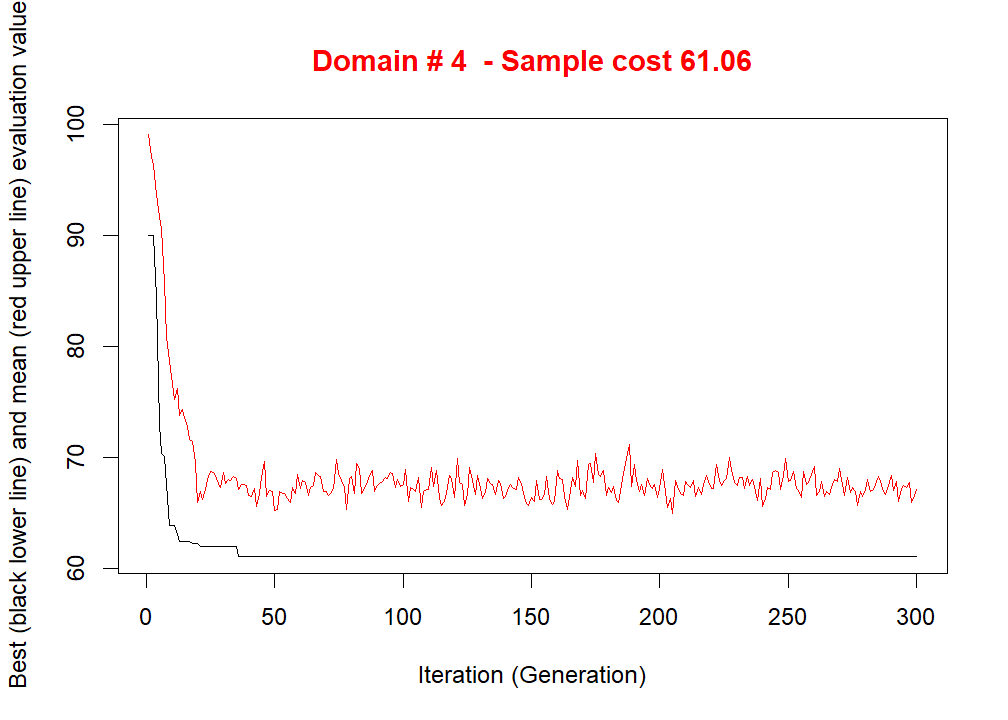 Domain # 4  - Sample cost 61.06
Best (black lower line) and mean (red upper line) evaluation value
100
90
80
70
60
0 50 100 150 200 250 300
Iteration (Generation)